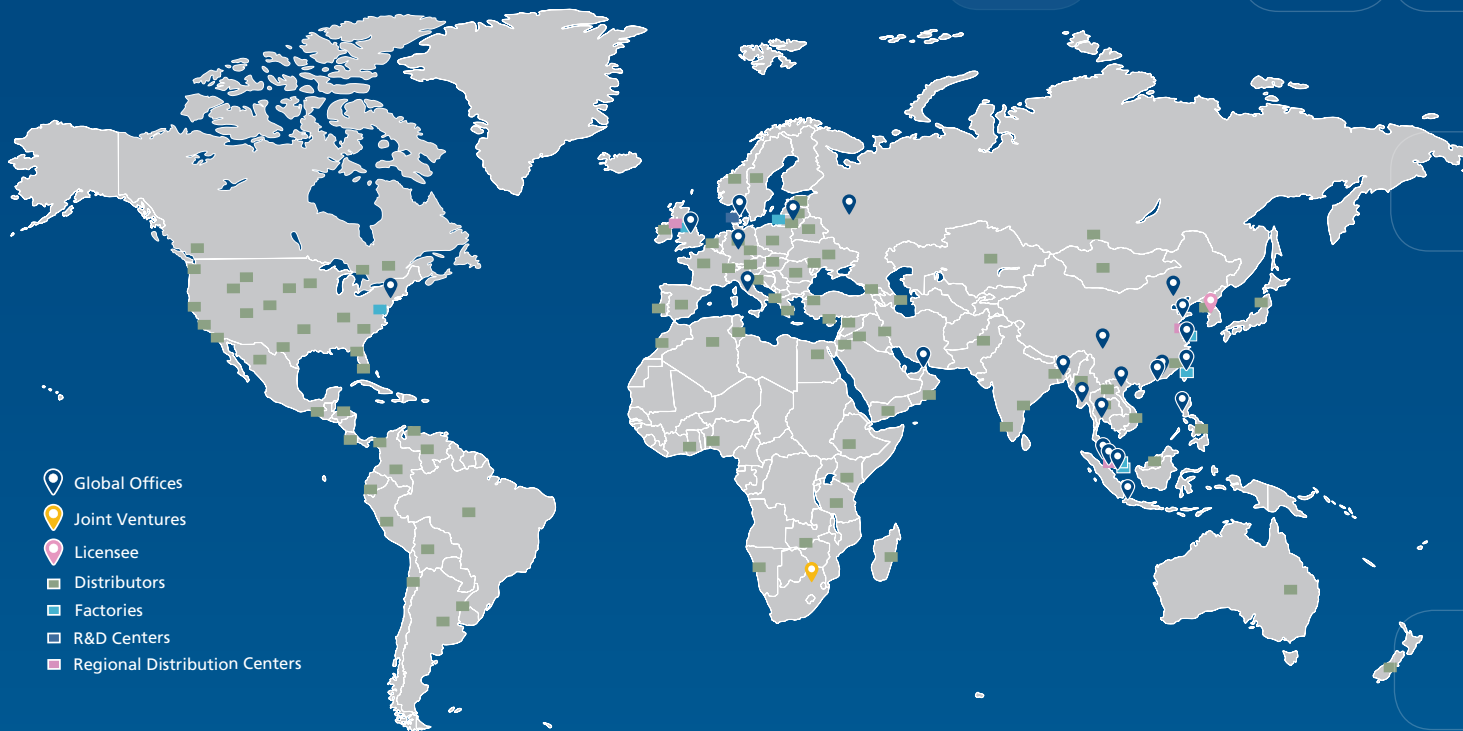 Global Offices
Joint Ventures
Licensee
Distributors
Factories
R&D Centers
Regional Distribution Centers